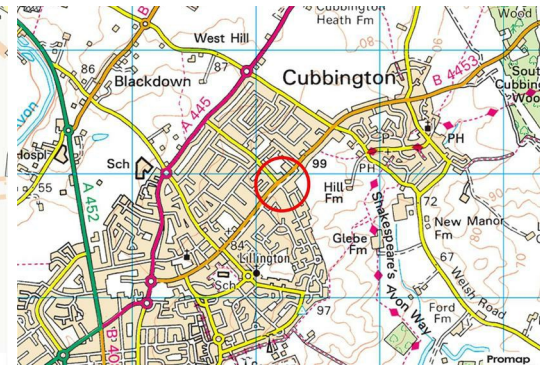 Cubbington
Heath Fm
Wood
B
West Hill
87
86
Blackdown
Cubbington
B 4453
South
Cubbing
Woo
A 445
Avon
Hospl
Sch
P
PH
99
PH
55
A 452
Hill
Fm
72
Shakespeare's Avon Way
New Manor
Fm
84
Glebe
Fm
67
Lillington
Welsh Road
Sch
97
Ford
Fm
B 40
Promap